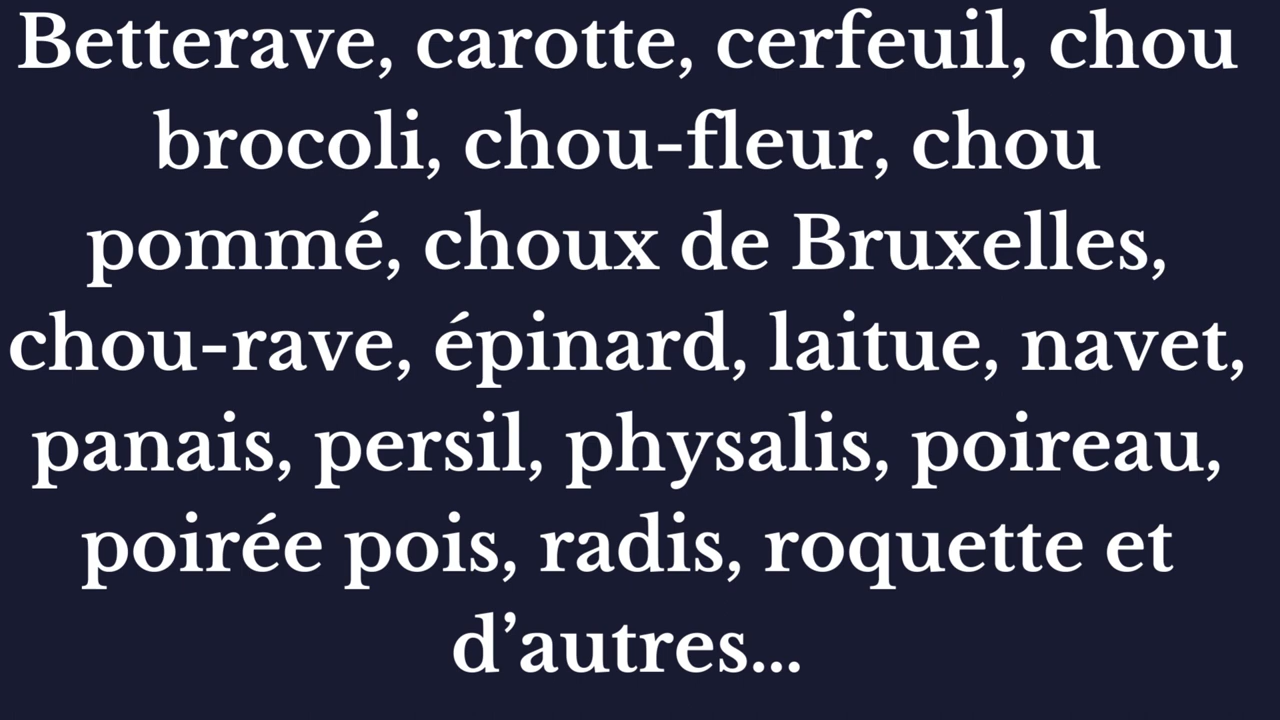 Betterave, carotte, cerfeuil, chou
brocoli, chou-fleur, chou
pommé, choux de Bruxelles,
chou-rave, épinard, laitue, navet,
panais, persil, physalis, poireau,
poirée pois, radis, roquette et
d’autres...